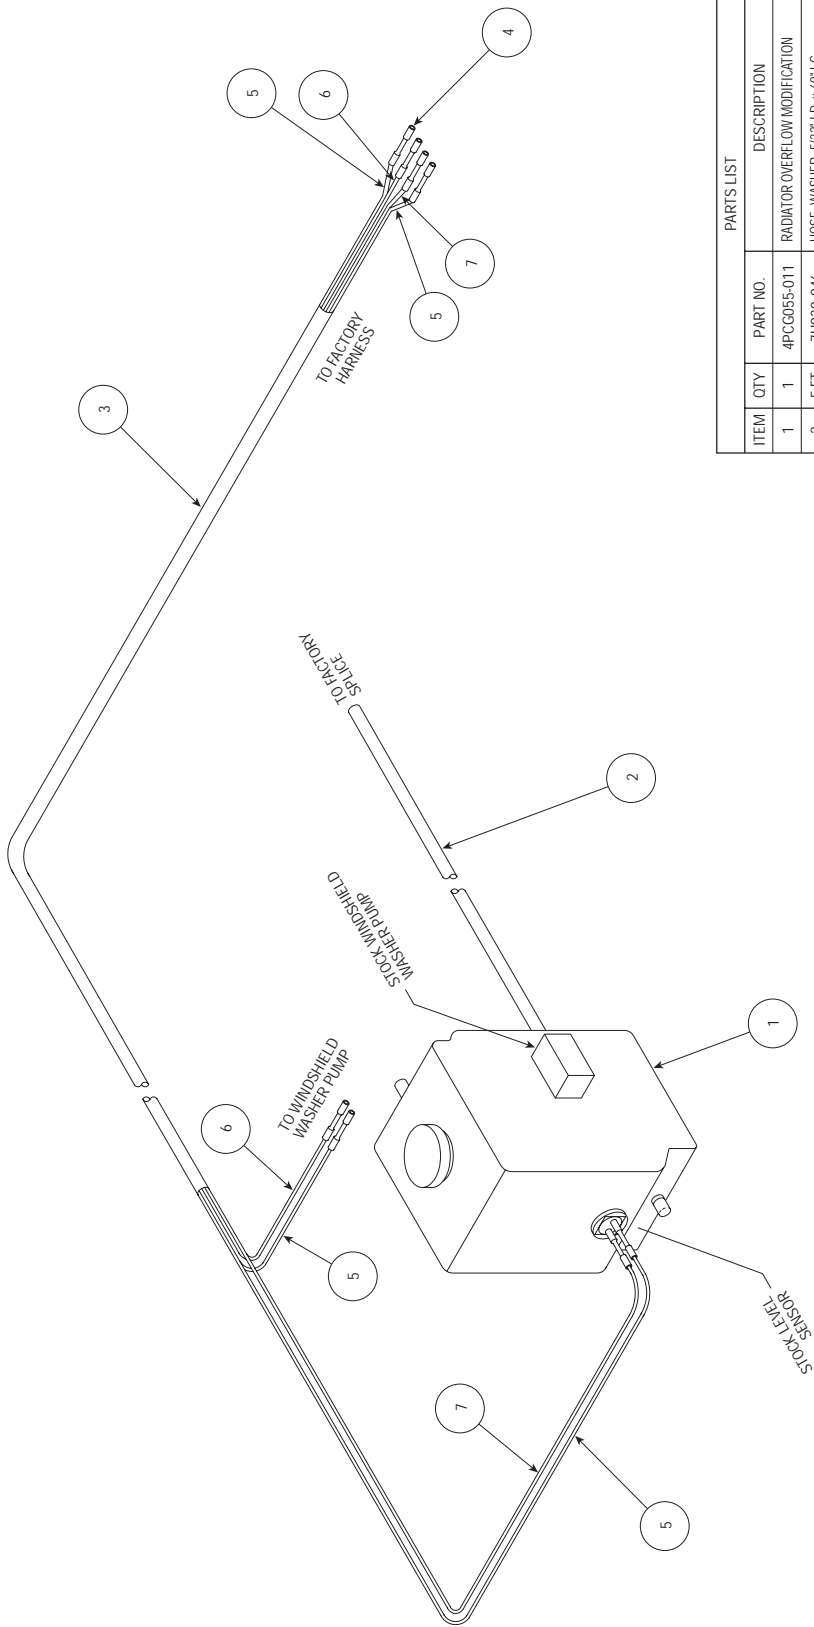 5
6
4
7
5
3
TO FACTORY
HARNESS
TO FACTORY
SPLICE
2
STOCK WINDSHIELD
WASHER PUMP
1
TO WINDSHIELD
WASHER PUMP
6
5
STOCK LEVEL
SENSOR
7
5
PARTS LIST
ITEM QTY PART NO. DESCRIPTION
1 1 4PCG055-011 RADIATOR OVERFLOW MODIFICATION